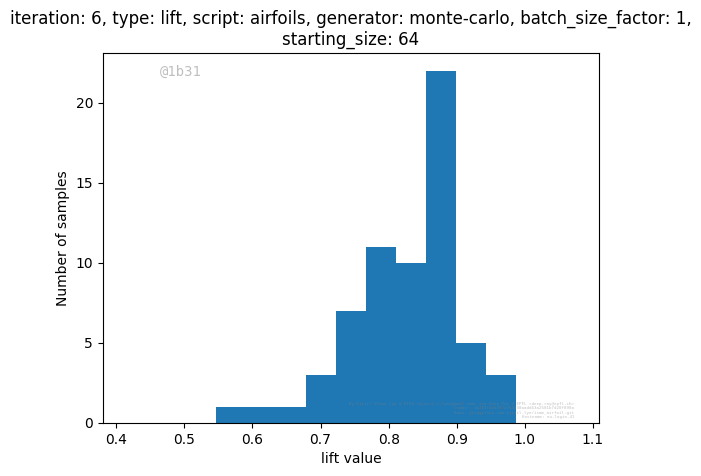 iteration: 6, type: lift, script: airfoils, generator: monte-carlo, batch_size_factor: 1,
starting_size: 64
@1b31
20
15
10
5
0
Number of samples
0.4 0.5 0.6 0.7 0.8 0.9 1.0 1.1
lift value